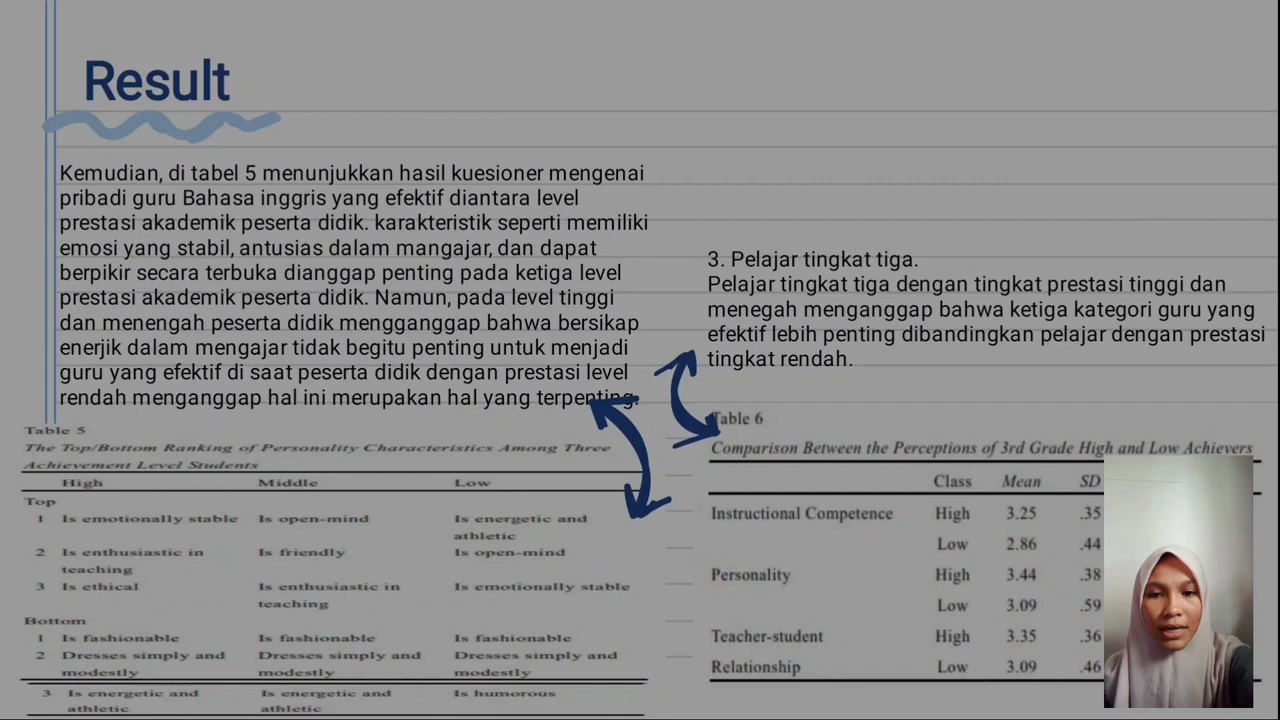 Result
Kemudian, di tabel 5 menunjukkan hasil kuesioner mengenai
pribadi guru Bahasa inggris yang efektif diantara level
prestasi akademik peserta didik. karakteristik seperti memiliki
emosi yang stabil, antusias dalam mangajar, dan dapat
berpikir secara terbuka dianggap penting pada ketiga level
prestasi akademik peserta didik. Namun, pada level tinggi
dan menengah peserta didik mengganggap bahwa bersikap
enerjik dalam mengajar tidak begitu penting untuk menjadi
guru yang efektif di saat peserta didik dengan prestasi level
rendah menganggap hal ini merupakan hal yang terpenting.
Table 5
The Top/Bottom Ranking of Personality Characteristics Among Three
Achievement Level Students
High Middle Low
Top
1 Is emotionally stable Is open-mind Is energetic and
athletic
2 Is enthusiastic in Is friendly Is open-mind
teaching
3 Is ethical Is enthusiastic in Is emotionally stable
teaching
Bottom
1 Is fashionable Is fashionable Is fashionable
2 Dresses simply and Dresses simply and Dresses simply and
modestly modestly modestly
3 Is energetic and Is energetic and Is humorous
athletic athletic
3. Pelajar tingkat tiga.
Pelajar tingkat tiga dengan tingkat prestasi tinggi dan
menegah menganggap bahwa ketiga kategori guru yang
efektif lebih penting dibandingkan pelajar dengan prestasi
tingkat rendah.
Table 6
Comparison Between the Perceptions of 3rd Grade High and Low Achievers
Class Mean SD
Instructional Competence High 3.25 .35
Low 2.86 .44
Personality High 3.44 .38
Low 3.09 .59
Teacher-student High 3.35 .36
Relationship Low 3.09 .46